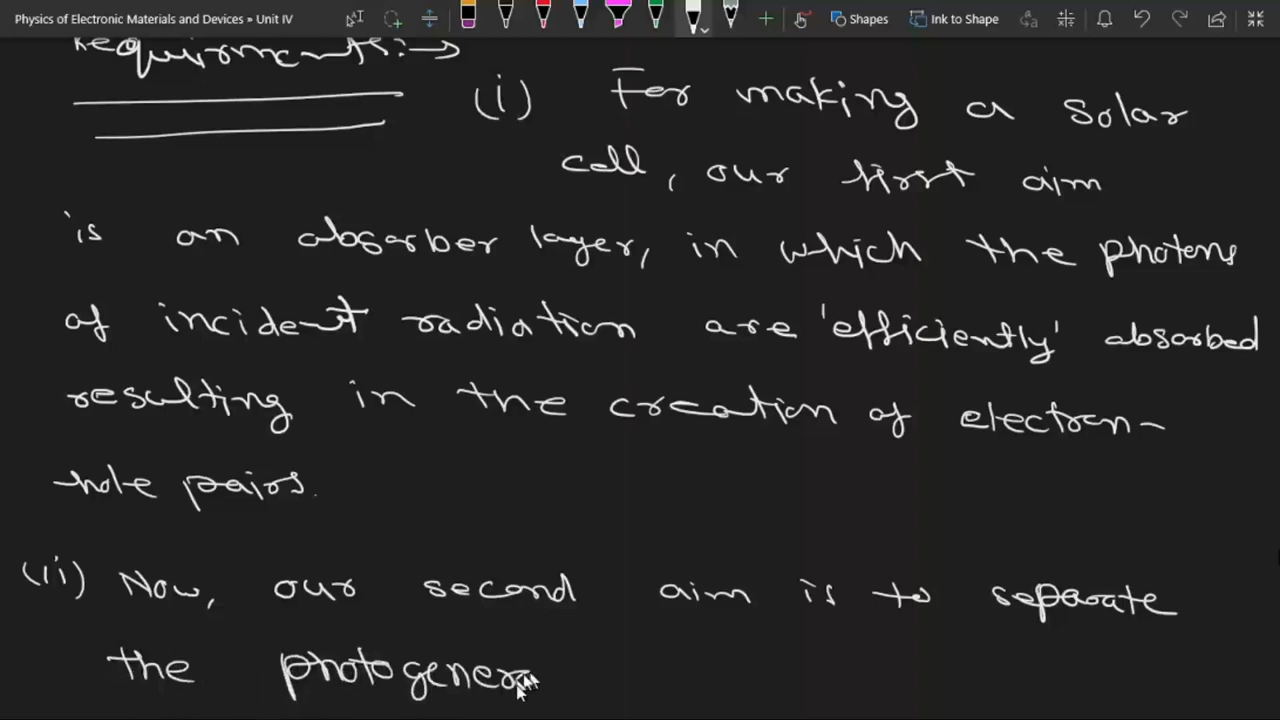 Physics of Electronic Materials and Devices » Unit IV
Shapes
Ink to Shape
Requirments:→
(i) For making a solar
cell, our first aim
is an absorber layer, in which the photons
of incident radiation are 'efficiently' absorbed
resulting in the creation of electron-
hole pairs.
(ii) Now, our second aim is to separate
the photogenera